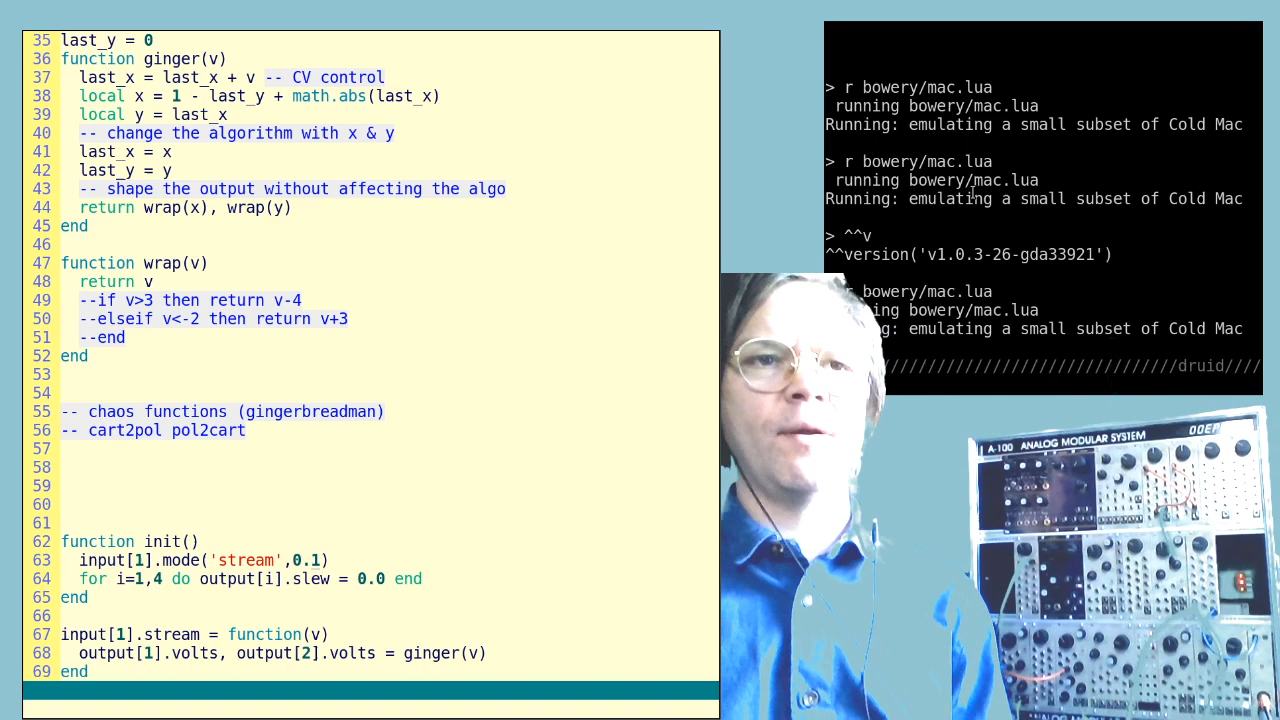 35 last_y = 0
36 function ginger(v)
37   last_x = last_x + v -- CV control
38   local x = 1 - last_y + math.abs(last_x)
39   local y = last_x
40   -- change the algorithm with x & y
41   last_x = x
42   last_y = y
43   -- shape the output without affecting the algo
44   return wrap(x), wrap(y)
45 end
46
47 function wrap(v)
48   return v
49   --if v>3 then return v-4
50   --elseif v<-2 then return v+3
51   --end
52 end
53
54
55 -- chaos functions (gingerbreadman)
56 -- cart2pol pol2cart
57
58
59
60
61
62 function init()
63   input[1].mode('stream',0.1)
64   for i=1,4 do output[i].slew = 0.0 end
65 end
66
67 input[1].stream = function(v)
68   output[1].volts, output[2].volts = ginger(v)
69 end
> r bowery/mac.lua
running bowery/mac.lua
Running: emulating a small subset of Cold Mac
> r bowery/mac.lua
running bowery/mac.lua
Running: emulating a small subset of Cold Mac
> ^^v
^^version('v1.0.3-26-gda33921')
r bowery/mac.lua
bowery/mac.lua
emulating a small subset of Cold Mac
////////////////////////////////druid////
A-100 ANALOG MODULAR SYSTEM